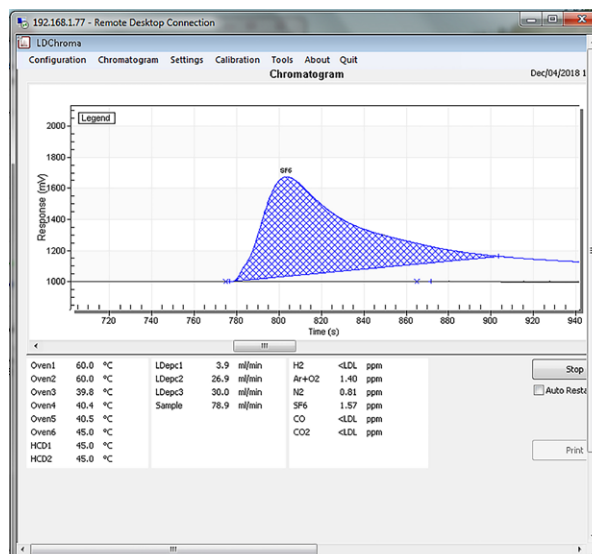 192.168.1.77 - Remote Desktop Connection
LDChroma
Configuration Chromatogram Settings Calibration Tools About Quit
Chromatogram Dec/04/2018 1
Legend
SF6
Response (mV)
2000
1800
1600
1400
1200
1000
720 740 760 780 800 820 840 860 880 900 920 940
Time (s)
Oven1 60.0 °C LDepc1 3.9 ml/min H2 <LDL ppm Stop
Oven2 60.0 °C LDepc2 26.9 ml/min Ar+O2 1.40 ppm
Oven3 39.8 °C LDepc3 30.0 ml/min N2 0.81 ppm Auto Resta
Oven4 40.4 °C Sample 78.9 ml/min SF6 1.57 ppm
Oven5 40.5 °C CO <LDL ppm
Oven6 45.0 °C CO2 <LDL ppm
HCD1 45.0 °C Print
HCD2 45.0 °C